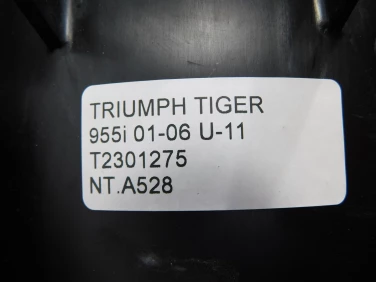 TRIUMPH TIGER
955i 01-06 U-11
T2301275
NT.A528